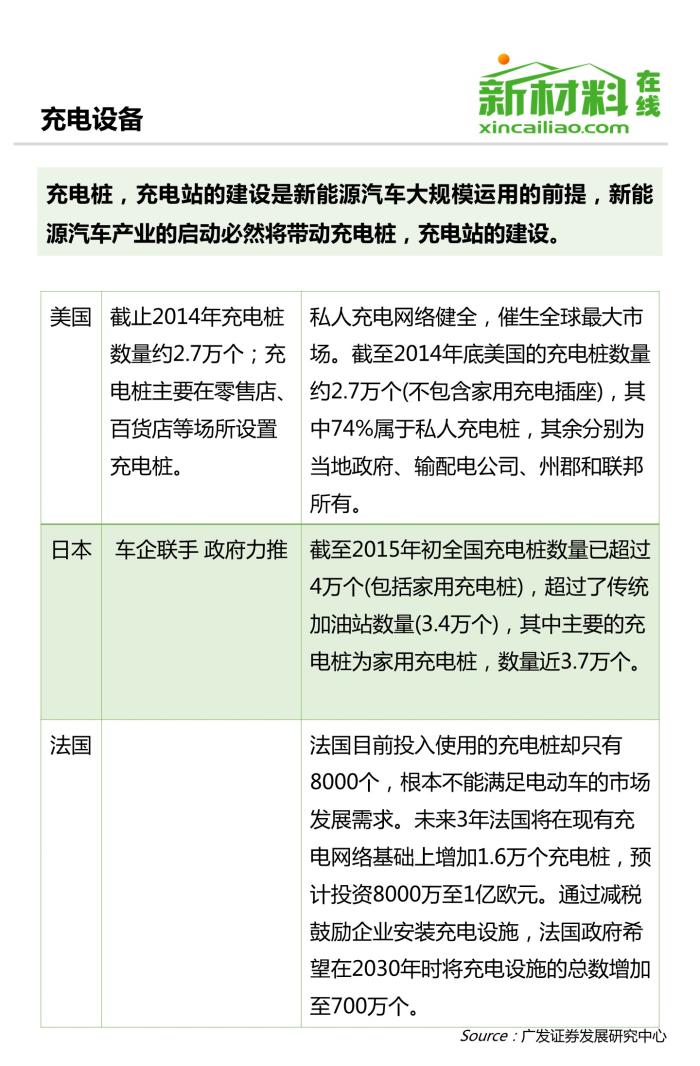 新材料在线
xincailiao.com
充电设备
充电桩，充电站的建设是新能源汽车大规模运用的前提，新能
源汽车产业的启动必然将带动充电桩，充电站的建设。
美国
截止2014年充电桩
数量约2.7万个；充
电桩主要在零售店、
百货店等场所设置
充电桩。
私人充电网络健全，催生全球最大市
场。截至2014年底美国的充电桩数量
约2.7万个(不包含家用充电插座)，其
中74%属于私人充电桩，其余分别为
当地政府、输配电公司、州郡和联邦
所有。
日本
车企联手 政府力推
截至2015年初全国充电桩数量已超过
4万个(包括家用充电桩)，超过了传统
加油站数量(3.4万个)，其中主要的充
电桩为家用充电桩，数量近3.7万个。
法国
法国目前投入使用的充电桩却只有
8000个，根本不能满足电动车的市场
发展需求。未来3年法国将在现有充
电网络基础上增加1.6万个充电桩，预
计投资8000万至1亿欧元。通过减税
鼓励企业安装充电设施，法国政府希
望在2030年时将充电设施的总数增加
至700万个。
Source：广发证券发展研究中心